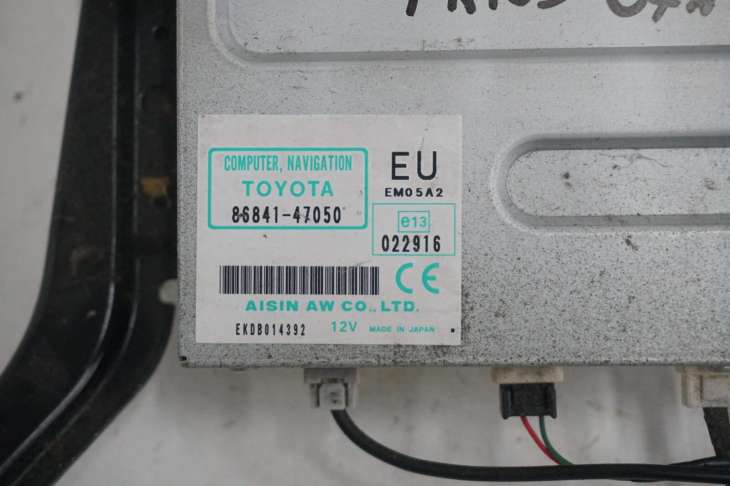 PRIUS
COMPUTER, NAVIGATION
TOYOTA
86841-47050
EU
EM05A2
e13
022916
CE
AISIN AW CO., LTD.
EKDB014392 12V MADE IN JAPAN